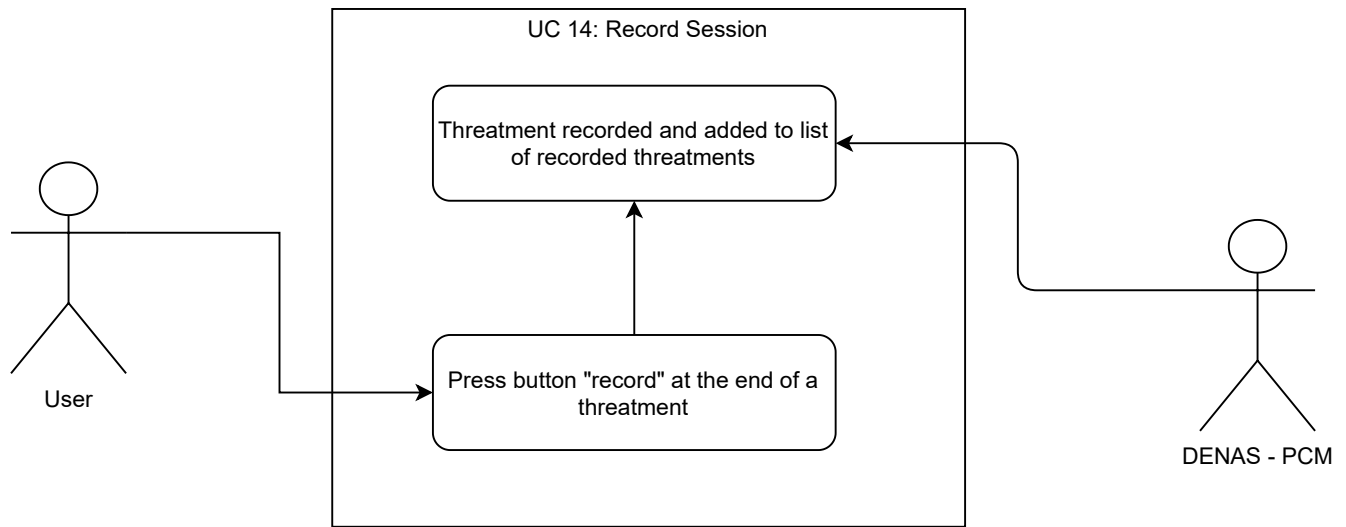 UC 14: Record Session
Threatment recorded and added to list
of recorded threatments
Press button "record" at the end of a
threatment
User
DENAS - PCM